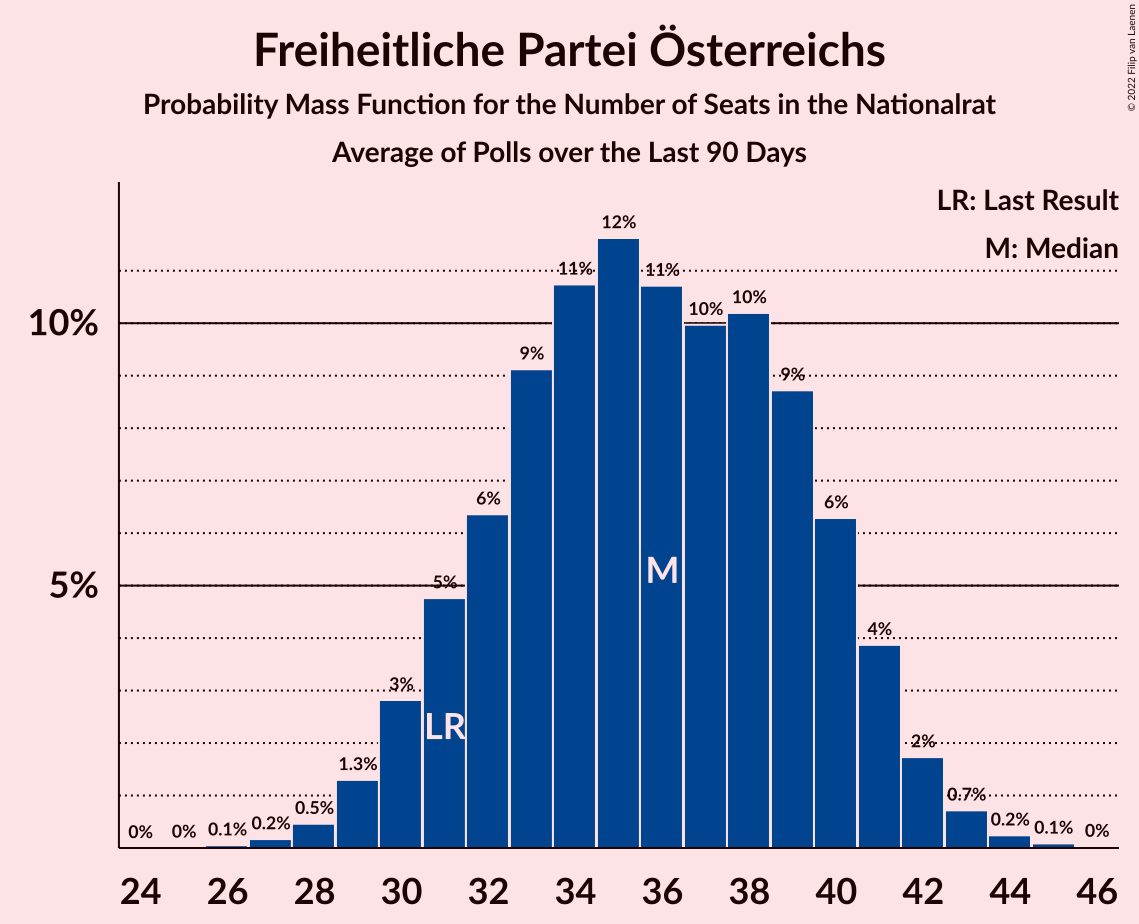 Freiheitliche Partei Österreichs
Probability Mass Function for the Number of Seats in the Nationalrat
Average of Polls over the Last 90 Days
© 2022 Filip van Laenen
LR: Last Result
M: Median
10%
5%
0% 0% 0.1% 0.2% 0.5% 1.3% 3% 5% 6% 9% 11% 12% 11% 10% 10% 9% 6% 4% 2% 0.7% 0.2% 0.1% 0%
LR
M
24 26 28 30 32 34 36 38 40 42 44 46